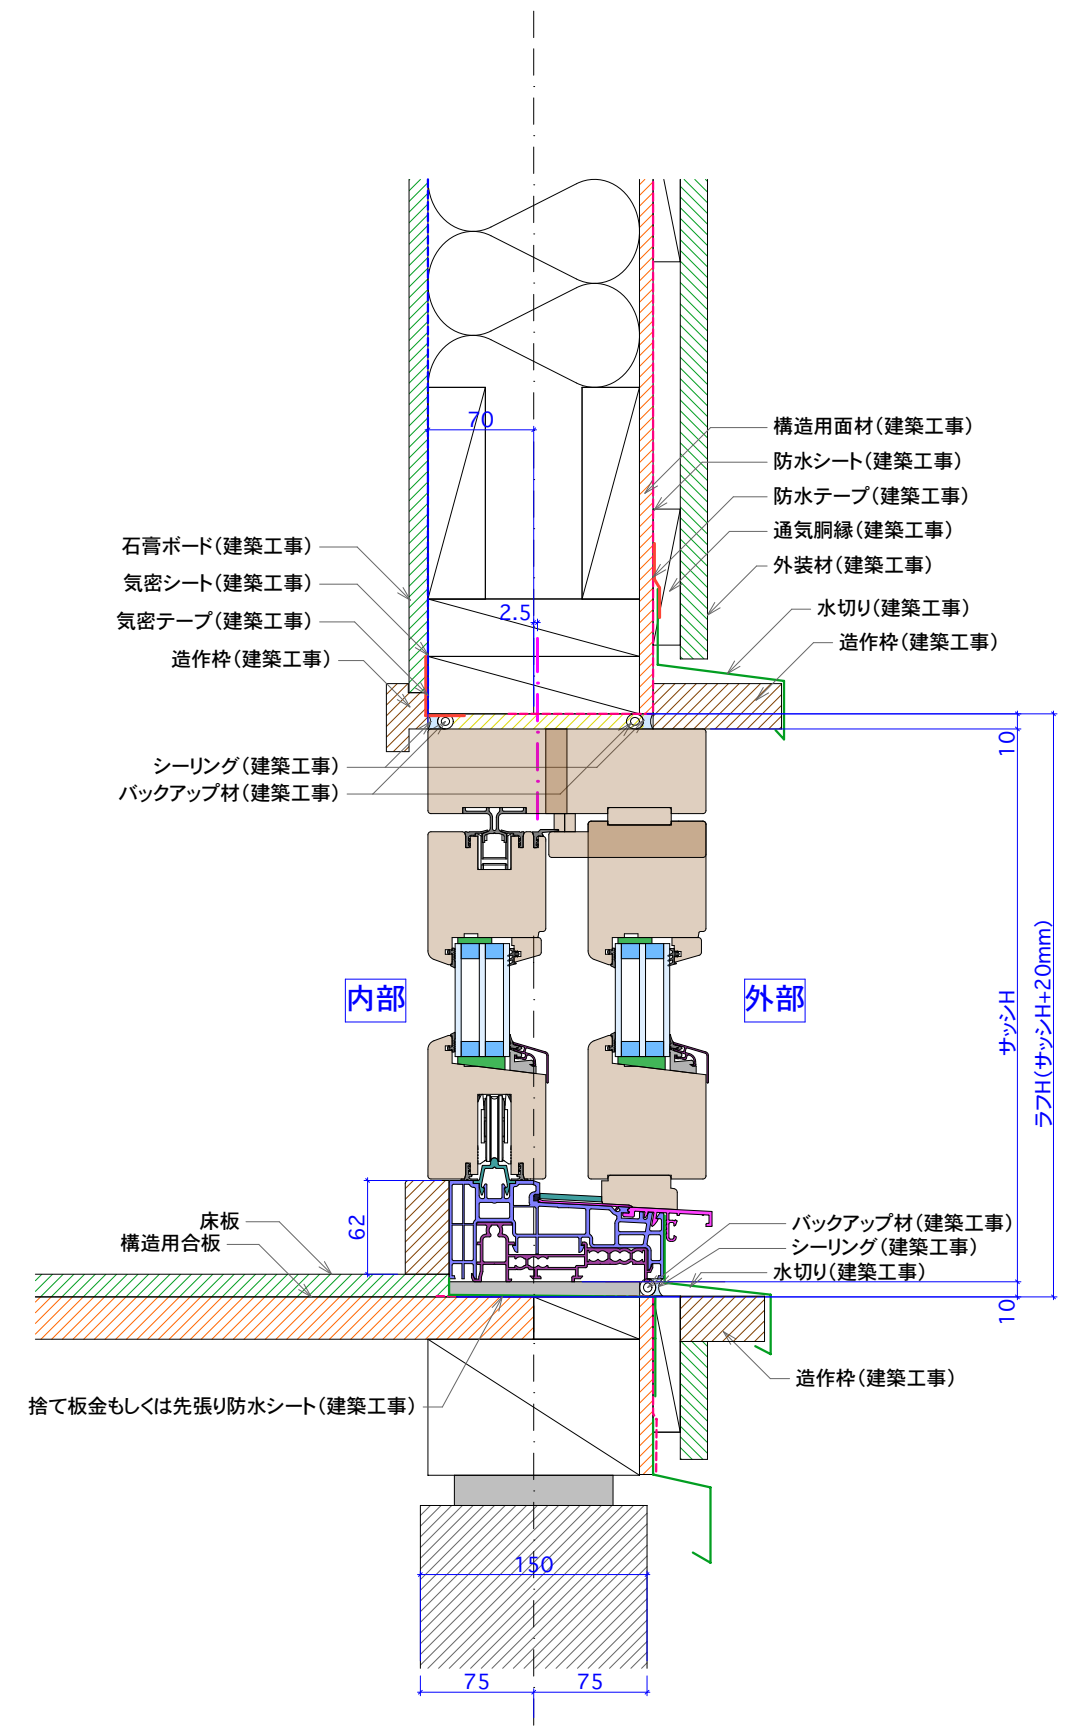 70
構造用面材(建築工事)
防水シート(建築工事)
防水テープ(建築工事)
通気胴縁(建築工事)
外装材(建築工事)
水切り(建築工事)
造作枠(建築工事)
石膏ボード(建築工事)
気密シート(建築工事)
気密テープ(建築工事)
造作枠(建築工事)
2.5
シーリング(建築工事)
バックアップ材(建築工事)
10
内部
外部
サッシH
ラフH(サッシH+20mm)
62
床板
構造用合板
バックアップ材(建築工事)
シーリング(建築工事)
水切り(建築工事)
10
造作枠(建築工事)
捨て板金もしくは先張り防水シート(建築工事)
150
75
75